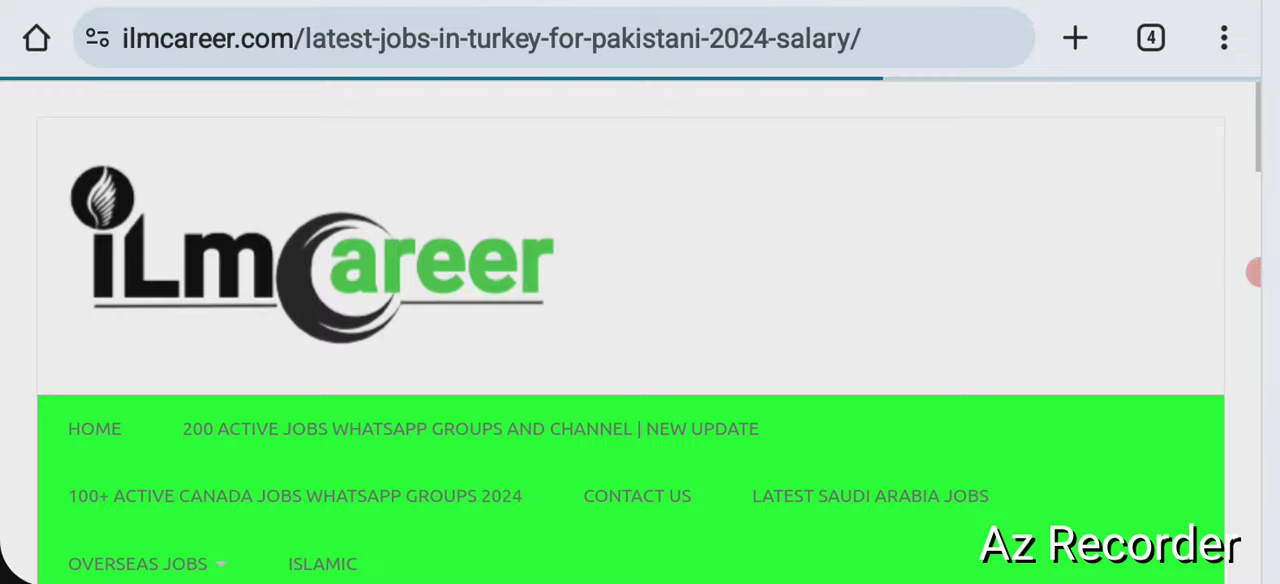 ilmcareer.com/latest-jobs-in-turkey-for-pakistani-2024-salary/
4
iLmCareer
HOME 200 ACTIVE JOBS WHATSAPP GROUPS AND CHANNEL | NEW UPDATE
100+ ACTIVE CANADA JOBS WHATSAPP GROUPS 2024 CONTACT US LATEST SAUDI ARABIA JOBS
OVERSEAS JOBS ISLAMIC
Az Recorder